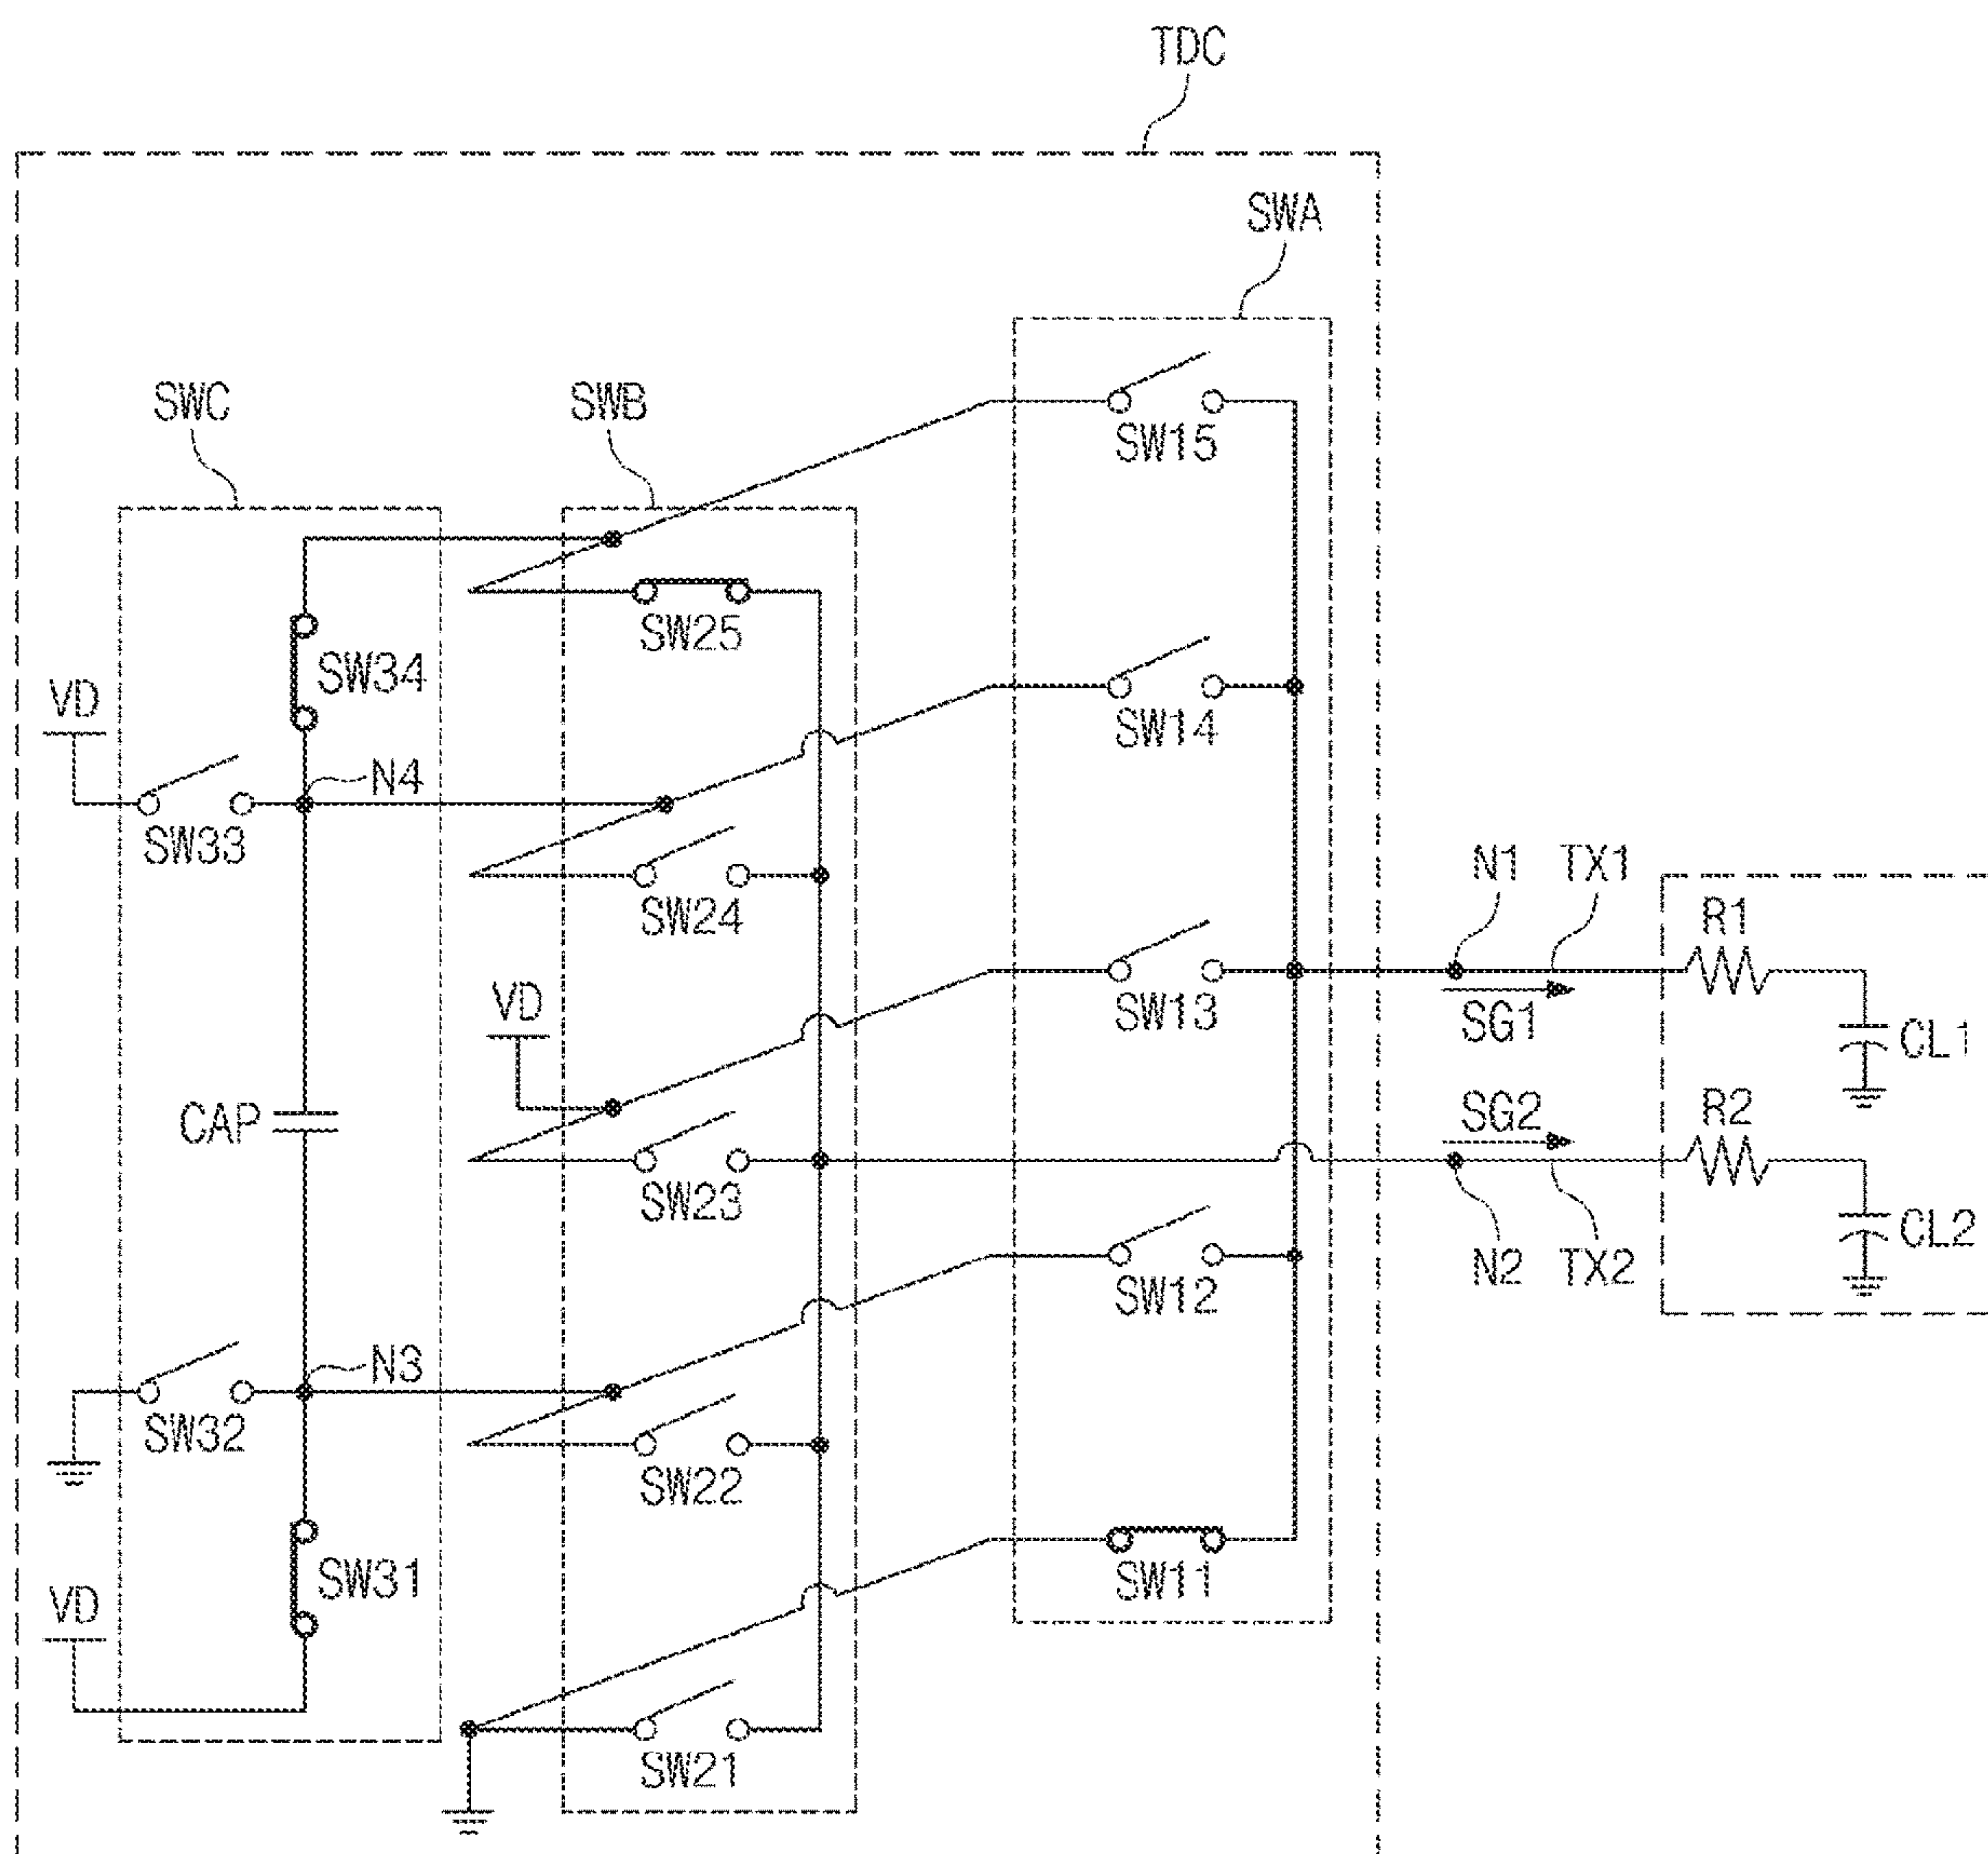 TDC
SWA
SWC
SWB
SW15
SW25
SW34
VD
SW14
N4
SW33
SW24
N1
TX1
R1
VD
SW13
SG1
CL1
CAP
SG2
R2
SW23
N2
TX2
CL2
SW12
N3
SW32
SW22
SW31
SW11
VD
SW21